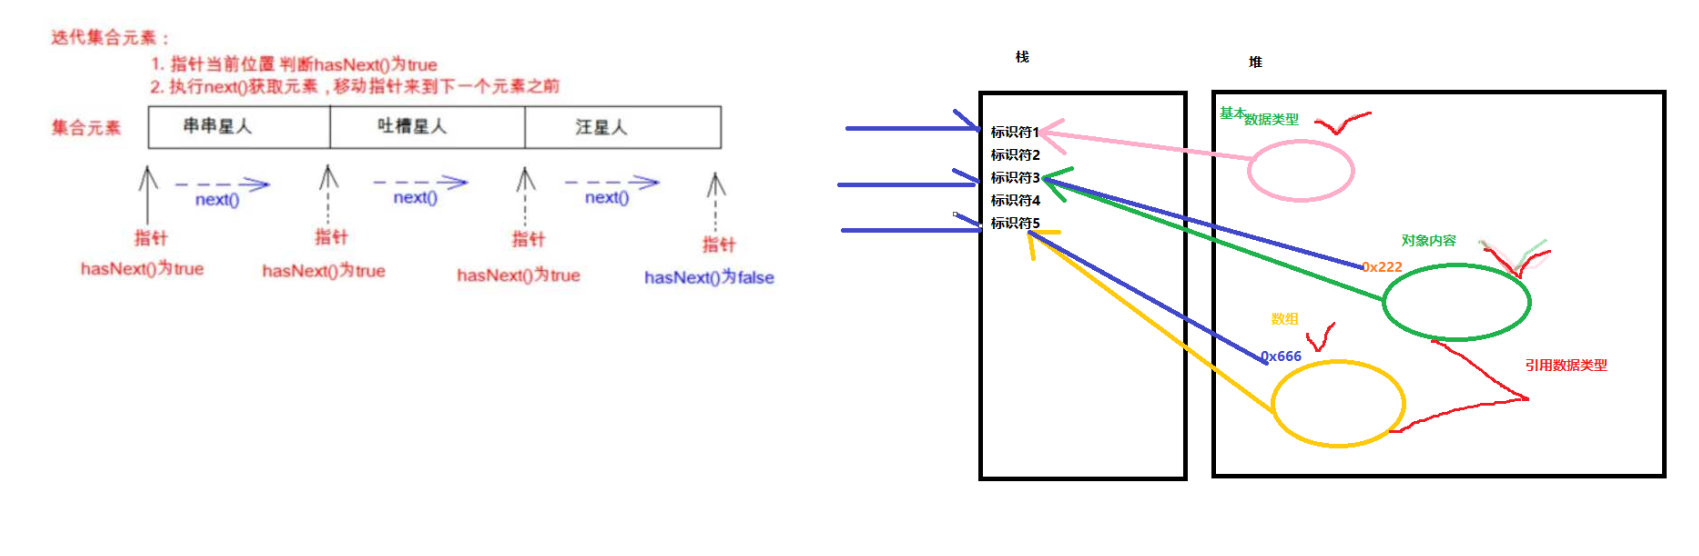 迭代集合元素：
1. 指针当前位置 判断hasNext()为true
2. 执行next()获取元素，移动指针来到下一个元素之前
集合元素 串串星人 吐槽星人 汪星人
next() next() next()
指针 指针 指针 指针
hasNext()为true hasNext()为true hasNext()为true hasNext()为false
栈
标识符1
标识符2
标识符3
标识符4
标识符5
堆
基本数据类型
对象内容
0x222
数组
0x666
引用数据类型